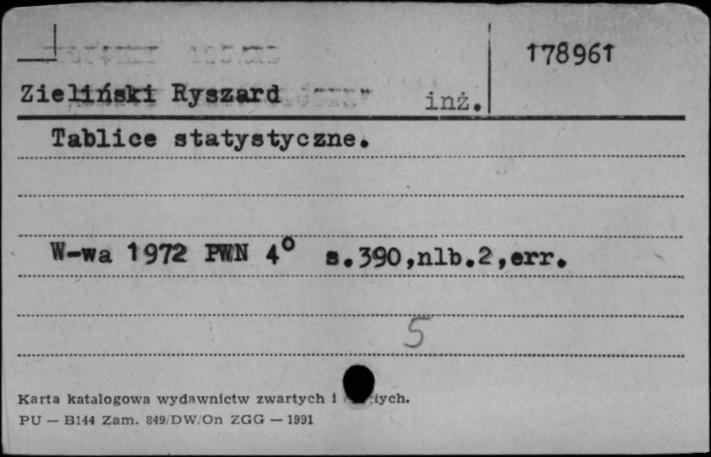 178961
Zieliński Ryszard inż.
Tablice statystyczne.
W-wa 1972 PWN 4° s.390,nlb.2,err.
5
Karta katalogowa wydawnictw zwartych i
PU — B144 Zam. 849/DW/On ZGG — 1991